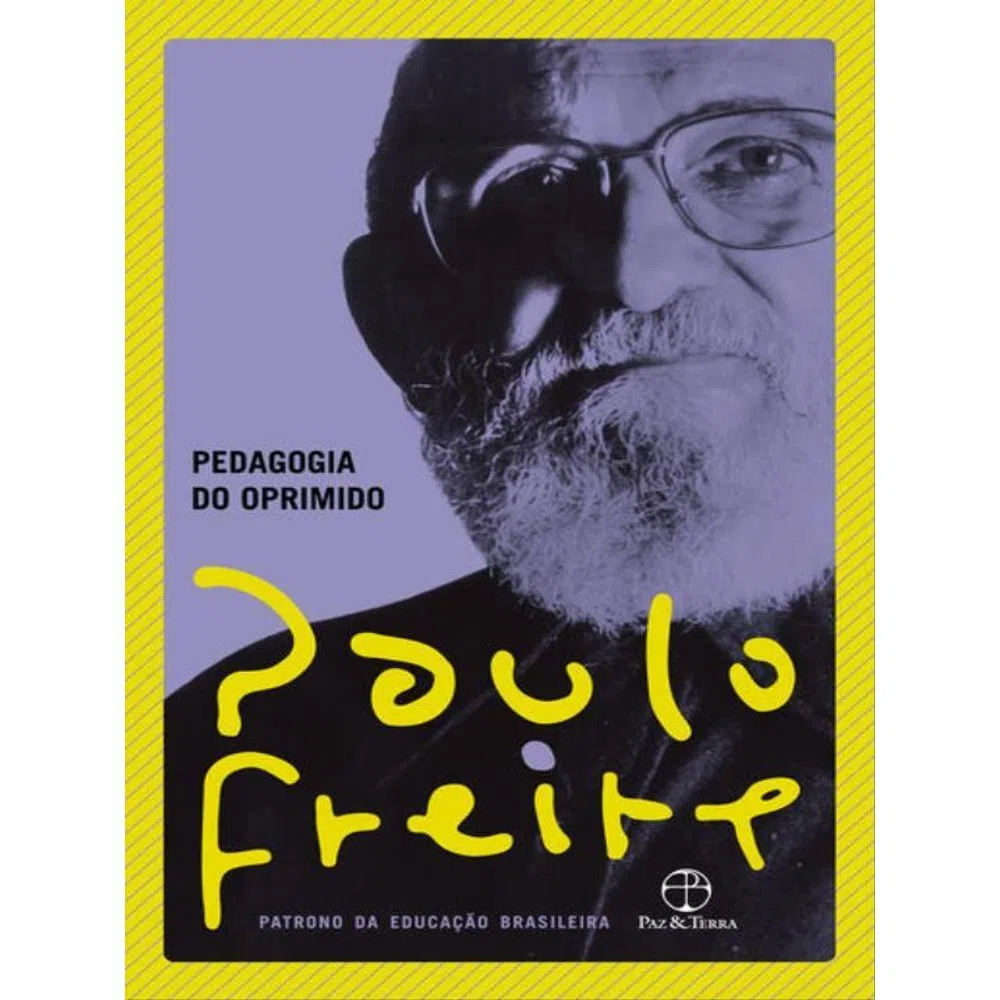 PEDAGOGIA
DO OPRIMIDO
Paulo
Freire
PATRONO DA EDUCAÇÃO BRASILEIRA
PAZ & TERRA